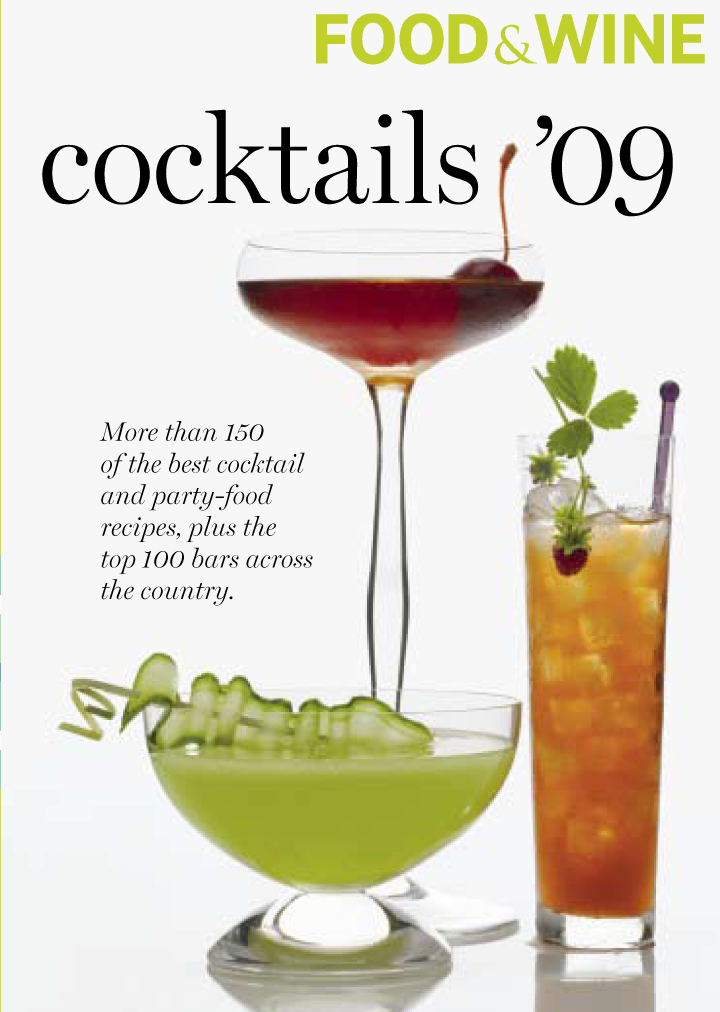 FOOD&WINE
cocktails ’09
More than 150
of the best cocktail
and party-food
recipes, plus the
top 100 bars across
the country.